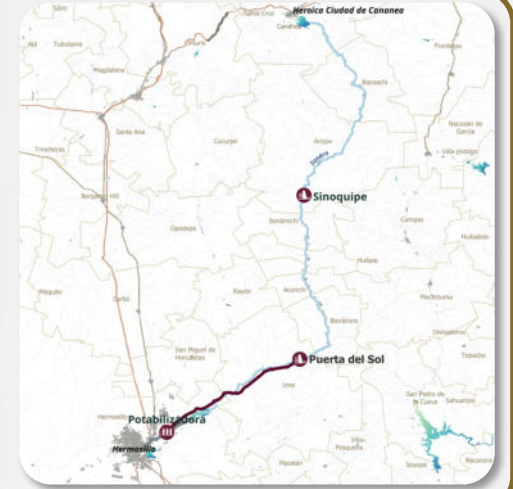 Sáric
Santa Cruz
Heroica Ciudad de Cananea
Cananea
Imuris
Fronteras
Tubutama
Magdalena
Bacoachi
Nacozari de
García
Santa Ana
Cucurpe
Arizpe
Sonora
Villa Hidalgo
Trincheras
Sinoquipe
Benjamín Hill
Banámichi
Cumpas
Opodepe
Huásabas
Huépac
Pitiquito
Carbó
Rayón
Aconchi
Moctezuma
Baviácora
Divisaderos
San Miguel de
Horcasitas
Puerta del Sol
Tepache
Ures
San Pedro de
la Cueva
Sahuaripa
Potabilizadora
Hermosillo
Villa
Pesqueira
Hermosillo
Mazatán
Soyopa
Bacanora